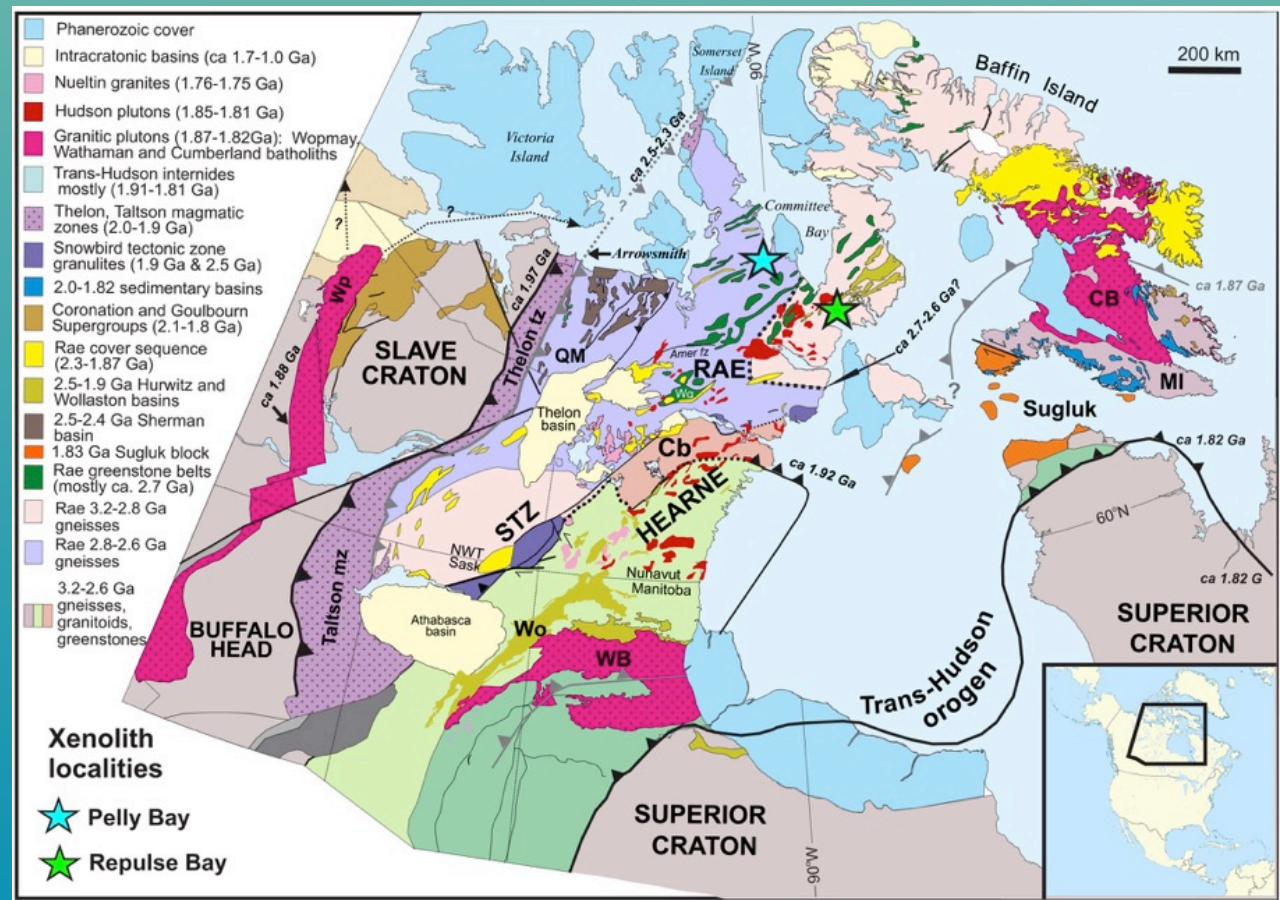 Phanerozoic cover
Intracratonic basins (ca 1.7-1.0 Ga)
Nueltin granites (1.76-1.75 Ga)
Hudson plutons (1.85-1.81 Ga)
Granitic plutons (1.87-1.82Ga): Wopmay,
Wathaman and Cumberland batholiths
Trans-Hudson internides
mostly (1.91-1.81 Ga)
Thelon, Taltson magmatic
zones (2.0-1.9 Ga)
Snowbird tectonic zone
granulites (1.9 Ga & 2.5 Ga)
2.0-1.82 sedimentary basins
Coronation and Goulbourn
Supergroups (2.1-1.8 Ga)
Rae cover sequence
(2.3-1.87 Ga)
2.5-1.9 Ga Hurwitz and
Wollaston basins
2.5-2.4 Ga Sherman
basin
1.83 Ga Sugluk block
Rae greenstone belts
(mostly ca. 2.7 Ga)
Rae 3.2-2.8 Ga
gneisses
Rae 2.8-2.6 Ga
gneisses
3.2-2.6 Ga
gneisses,
granitoids,
greenstones
Xenolith
localities
Pelly Bay
Repulse Bay
Somerset
Island
90°W
200 km
Baffin Island
Victoria
Island
ca 2.5-2.3 Ga
?
Committee
Bay
?
?
Arrowsmith
Wp
ca 1.97 Ga
Thelon tz
ca 1.87 Ga
CB
SLAVE
CRATON
QM
Amer fz
RAE
Wa
ca 2.7-2.6 Ga?
ca 1.88 Ga
Thelon
basin
MI
?
Sugluk
Cb
ca 1.92 Ga
HEARNE
ca 1.82 Ga
STZ
60°N
NWT
Sask
Nunavut
Manitoba
ca 1.82 G
Taltson mz
BUFFALO
HEAD
Athabasca
basin
Wo
WB
SUPERIOR
CRATON
Trans-Hudson
orogen
SUPERIOR
CRATON
90°W